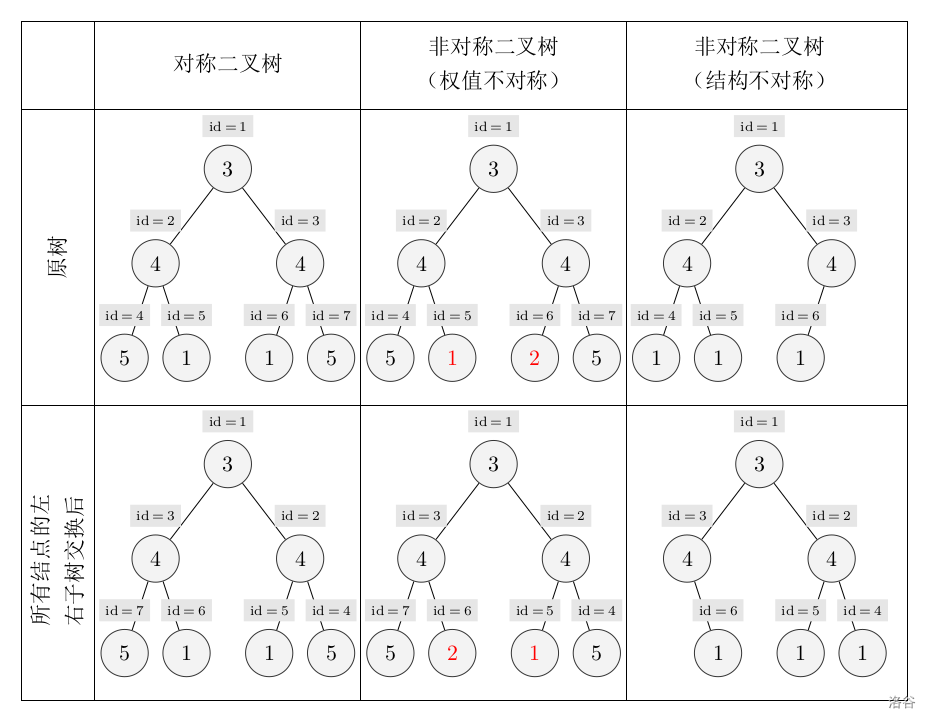 对称二叉树
非对称二叉树
（权值不对称）
非对称二叉树
（结构不对称）
原树
id = 1
3
id = 2 id = 3
4 4
id = 4 id = 5 id = 6 id = 7
5 1 1 5
id = 1
3
id = 2 id = 3
4 4
id = 4 id = 5 id = 6 id = 7
5 1 2 5
id = 1
3
id = 2 id = 3
4 4
id = 4 id = 5 id = 6
1 1 1
所有结点的左
右子树交换后
id = 1
3
id = 3 id = 2
4 4
id = 7 id = 6 id = 5 id = 4
5 1 1 5
id = 1
3
id = 3 id = 2
4 4
id = 7 id = 6 id = 5 id = 4
5 2 1 5
id = 1
3
id = 3 id = 2
4 4
id = 6 id = 5 id = 4
1 1 1
洛谷